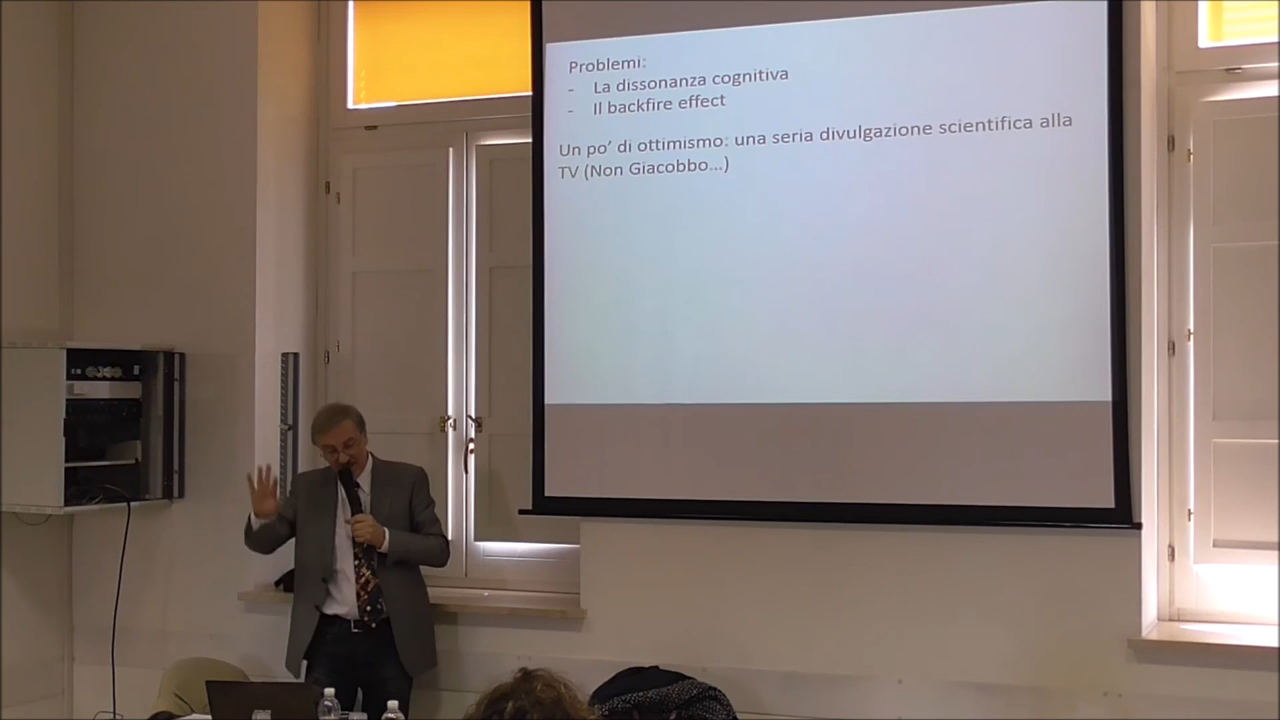 Problemi:
- La dissonanza cognitiva
- Il backfire effect
Un po' di ottimismo: una seria divulgazione scientifica alla
TV (Non Giacobbo...)